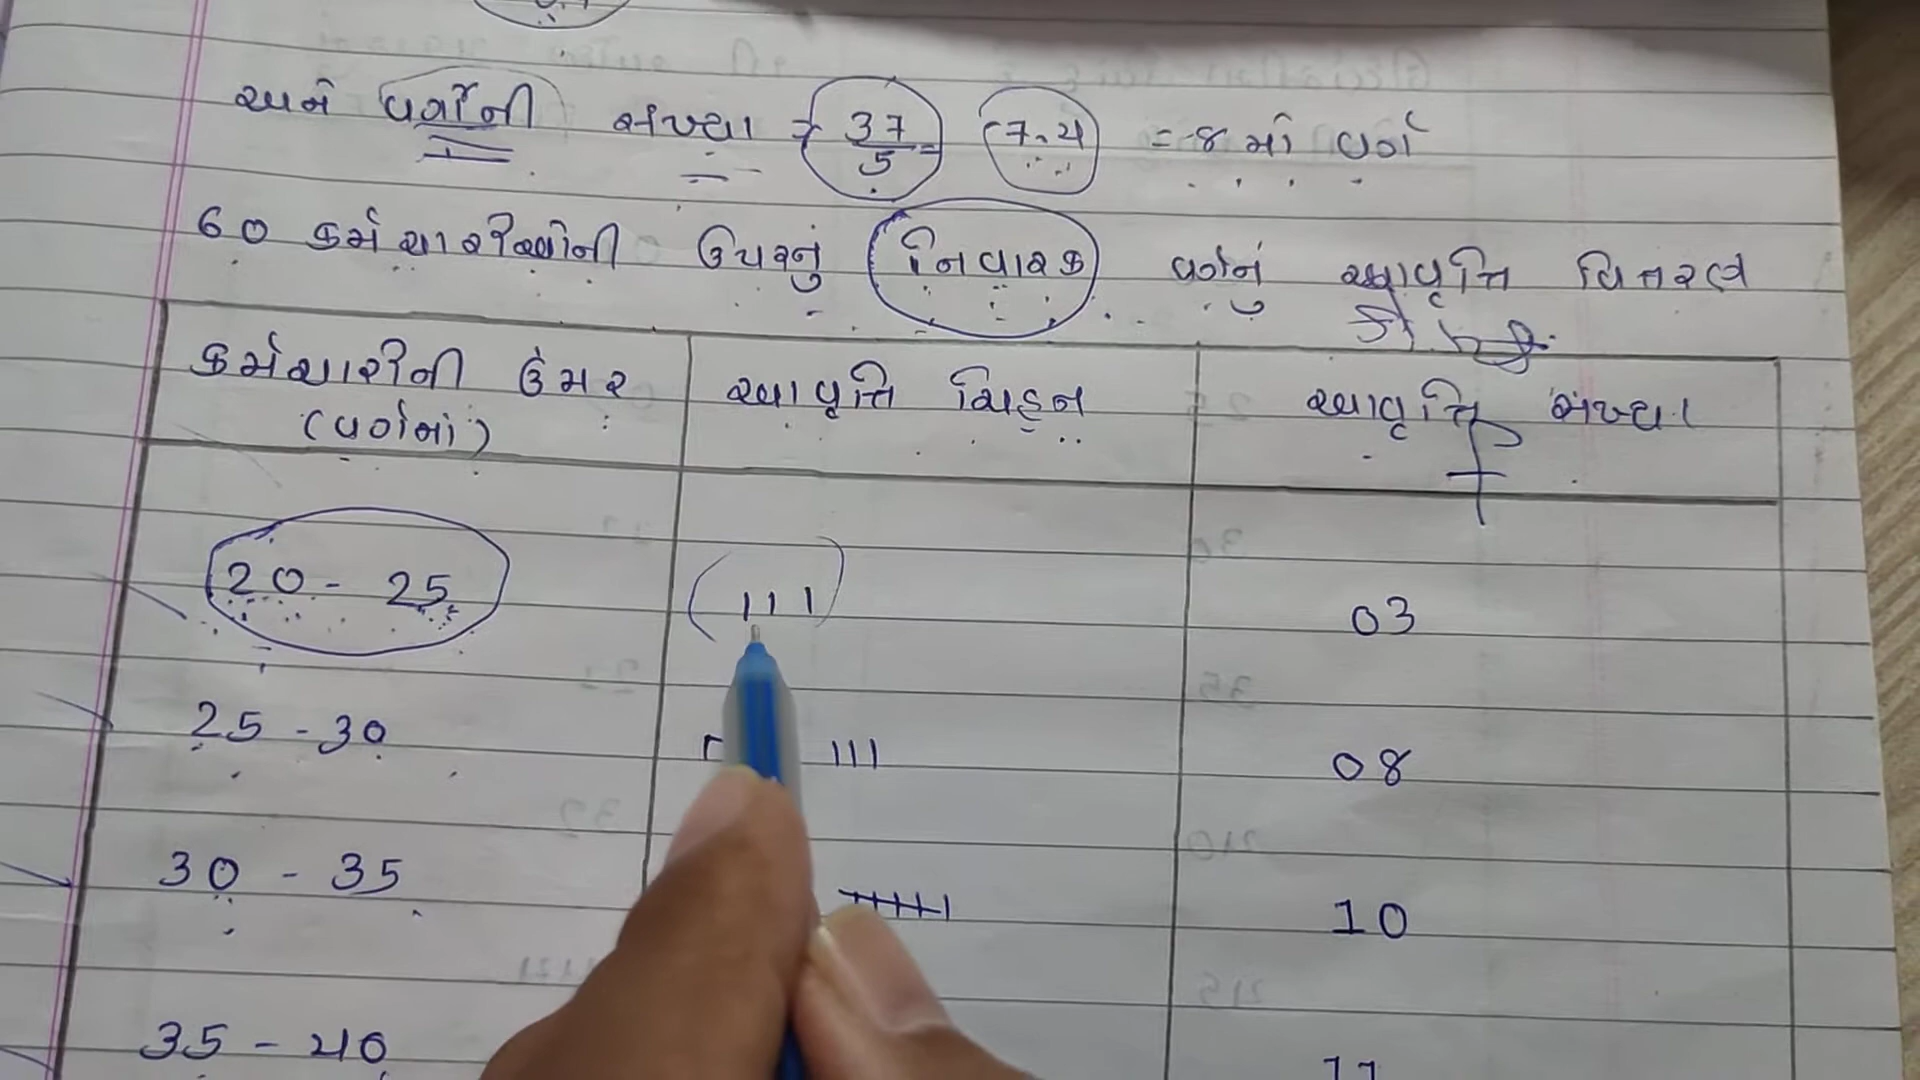 અને વર્ગોની સંખ્યા = 37/5 = 7.4 = 8 મો વર્ગ
60 કર્મચારીઓની ઉંમરનું નિવારક વર્ગનું આવૃત્તિ વિતરણ
કર્મચારીની ઉંમર (વર્ષમાં) આવૃત્તિ ચિહ્ન આવૃત્તિ સંખ્યા
20 - 25 ||| 03
25 - 30 ||| 08
30 - 35 10
35 - 40 11